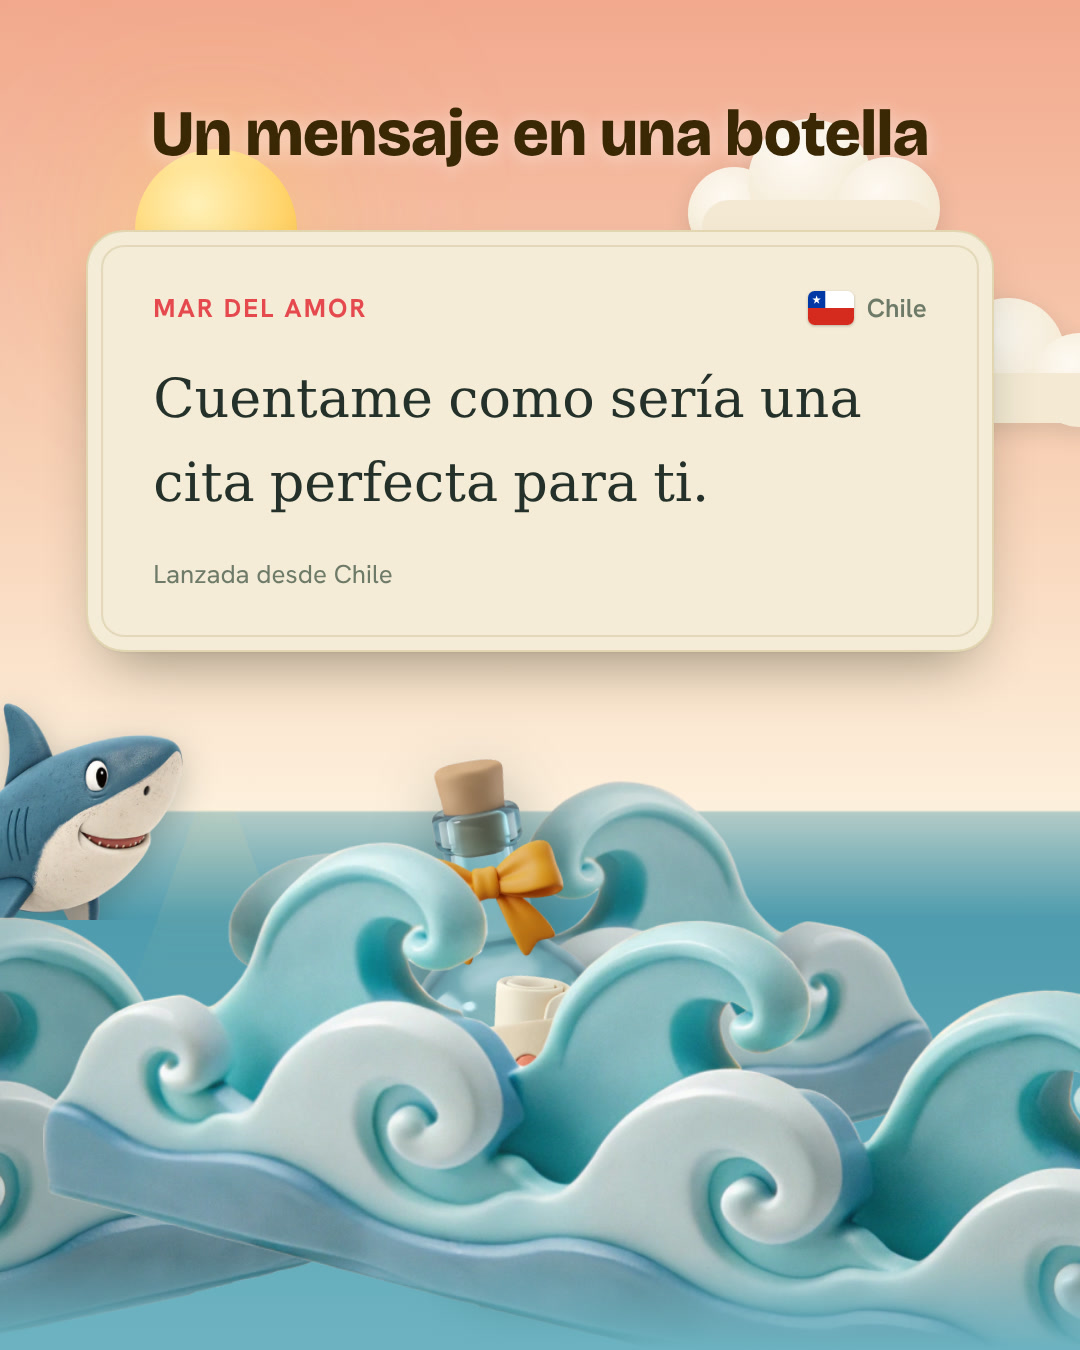 Un mensaje en una botella
MAR DEL AMOR
Chile
Cuentame como sería una
cita perfecta para ti.
Lanzada desde Chile